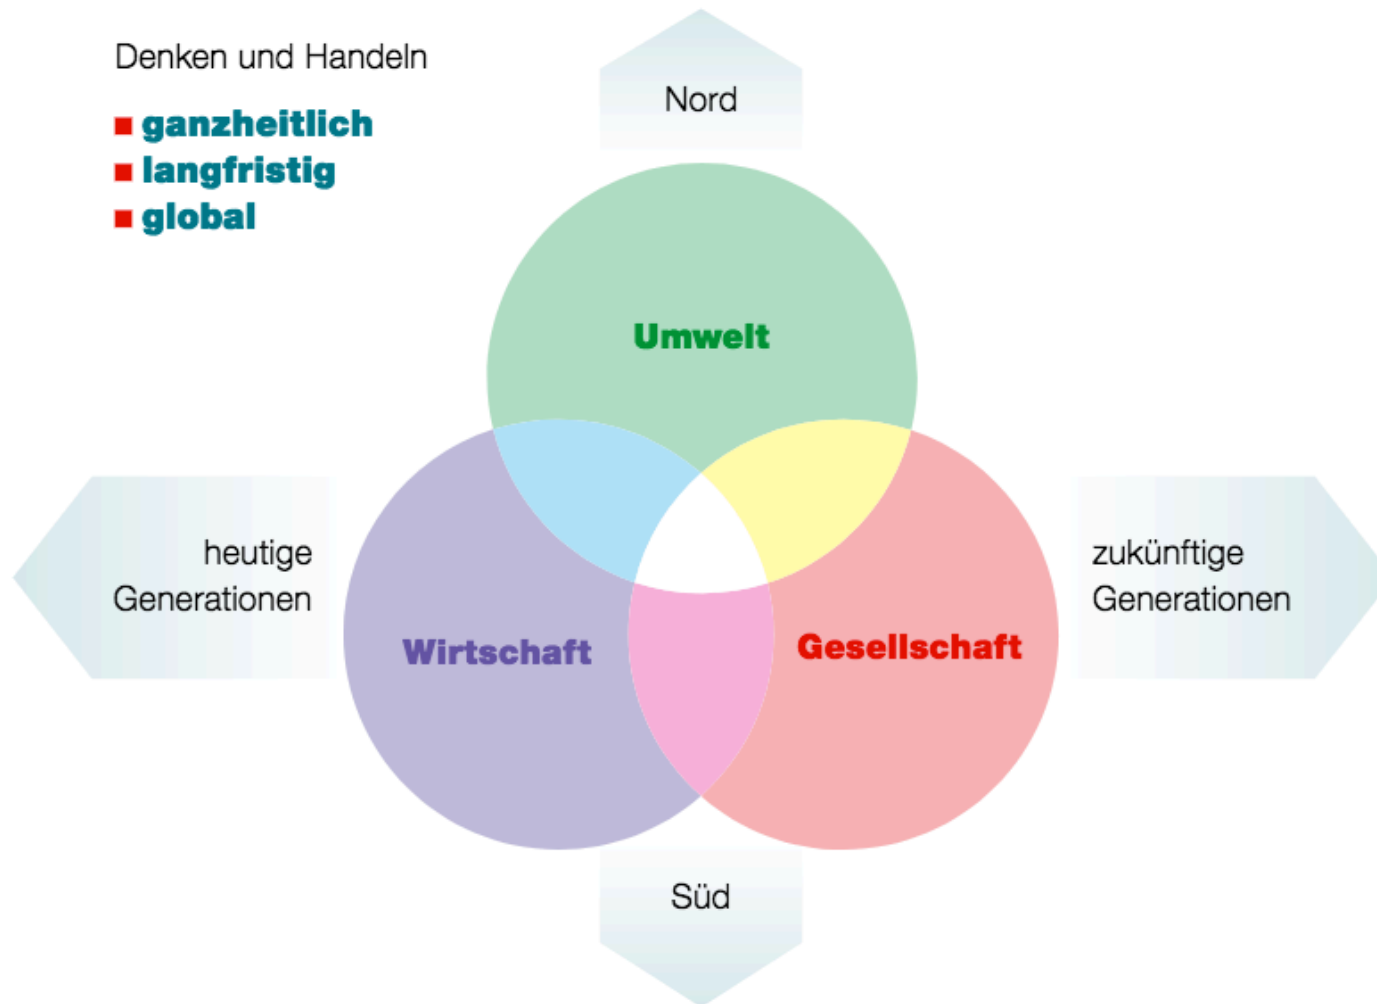 Denken und Handeln
ganzheitlich
langfristig
global
Nord
Umwelt
heutige
Generationen
zukünftige
Generationen
Wirtschaft
Gesellschaft
Süd